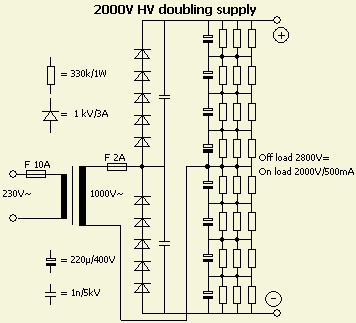 2000V HV doubling supply
+
= 330k/1W
= 1 kV/3A
F 10A
F 2A
230V~
1000V~
Off load 2800V=
On load 2000V/500mA
= 220µ/400V
= 1n/5kV
−